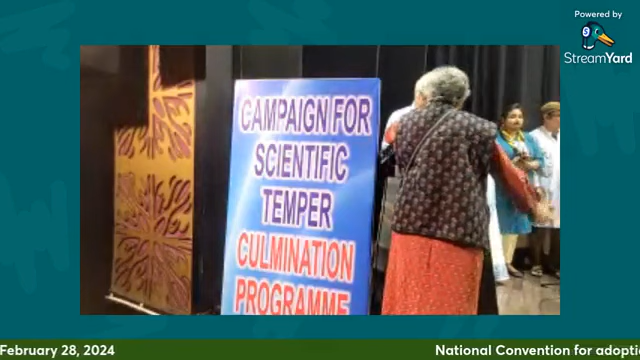 Powered by
StreamYard
CAMPAIGN FOR
SCIENTIFIC
TEMPER
CULMINATION
PROGRAMME
February 28, 2024
National Convention for adopti